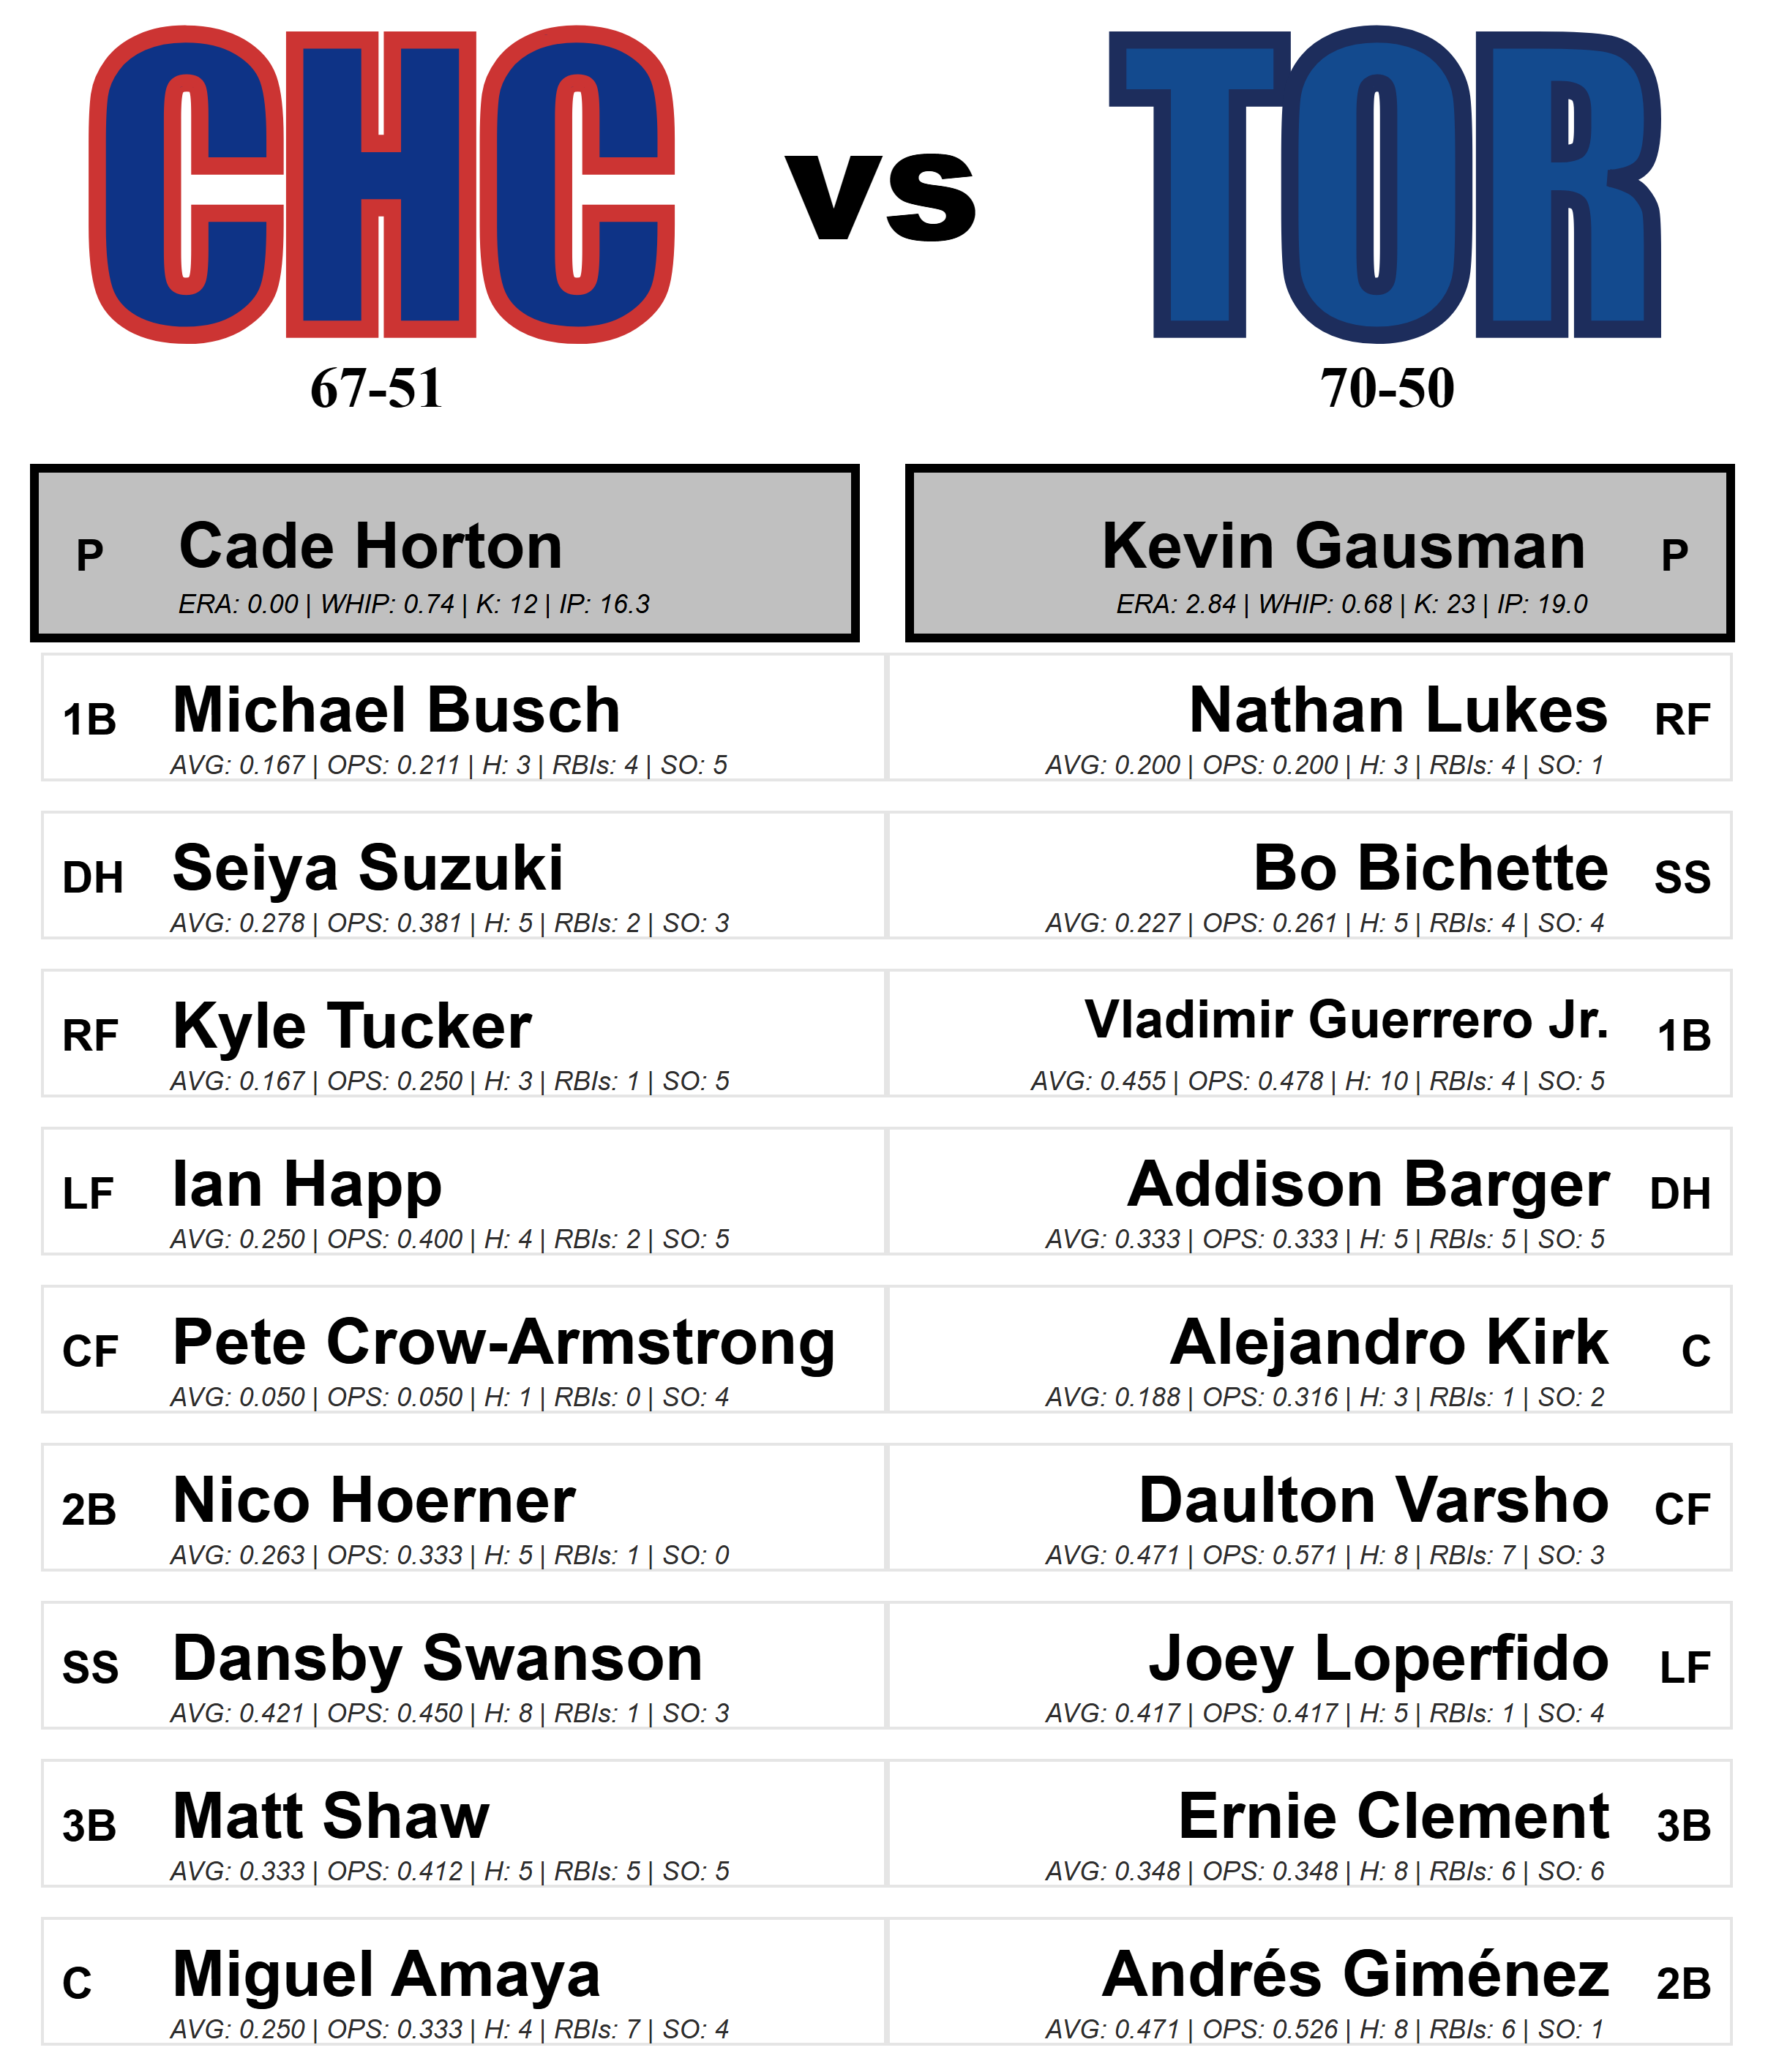 CHC vs TOR
67-51 70-50
P Cade Horton Kevin Gausman P
ERA: 0.00 | WHIP: 0.74 | K: 12 | IP: 16.3 ERA: 2.84 | WHIP: 0.68 | K: 23 | IP: 19.0
1B Michael Busch Nathan Lukes RF
AVG: 0.167 | OPS: 0.211 | H: 3 | RBIs: 4 | SO: 5 AVG: 0.200 | OPS: 0.200 | H: 3 | RBIs: 4 | SO: 1
DH Seiya Suzuki Bo Bichette SS
AVG: 0.278 | OPS: 0.381 | H: 5 | RBIs: 2 | SO: 3 AVG: 0.227 | OPS: 0.261 | H: 5 | RBIs: 4 | SO: 4
RF Kyle Tucker Vladimir Guerrero Jr. 1B
AVG: 0.167 | OPS: 0.250 | H: 3 | RBIs: 1 | SO: 5 AVG: 0.455 | OPS: 0.478 | H: 10 | RBIs: 4 | SO: 5
LF Ian Happ Addison Barger DH
AVG: 0.250 | OPS: 0.400 | H: 4 | RBIs: 2 | SO: 5 AVG: 0.333 | OPS: 0.333 | H: 5 | RBIs: 5 | SO: 5
CF Pete Crow-Armstrong Alejandro Kirk C
AVG: 0.050 | OPS: 0.050 | H: 1 | RBIs: 0 | SO: 4 AVG: 0.188 | OPS: 0.316 | H: 3 | RBIs: 1 | SO: 2
2B Nico Hoerner Daulton Varsho CF
AVG: 0.263 | OPS: 0.333 | H: 5 | RBIs: 1 | SO: 0 AVG: 0.471 | OPS: 0.571 | H: 8 | RBIs: 7 | SO: 3
SS Dansby Swanson Joey Loperfido LF
AVG: 0.421 | OPS: 0.450 | H: 8 | RBIs: 1 | SO: 3 AVG: 0.417 | OPS: 0.417 | H: 5 | RBIs: 1 | SO: 4
3B Matt Shaw Ernie Clement 3B
AVG: 0.333 | OPS: 0.412 | H: 5 | RBIs: 5 | SO: 5 AVG: 0.348 | OPS: 0.348 | H: 8 | RBIs: 6 | SO: 6
C Miguel Amaya Andrés Giménez 2B
AVG: 0.250 | OPS: 0.333 | H: 4 | RBIs: 7 | SO: 4 AVG: 0.471 | OPS: 0.526 | H: 8 | RBIs: 6 | SO: 1